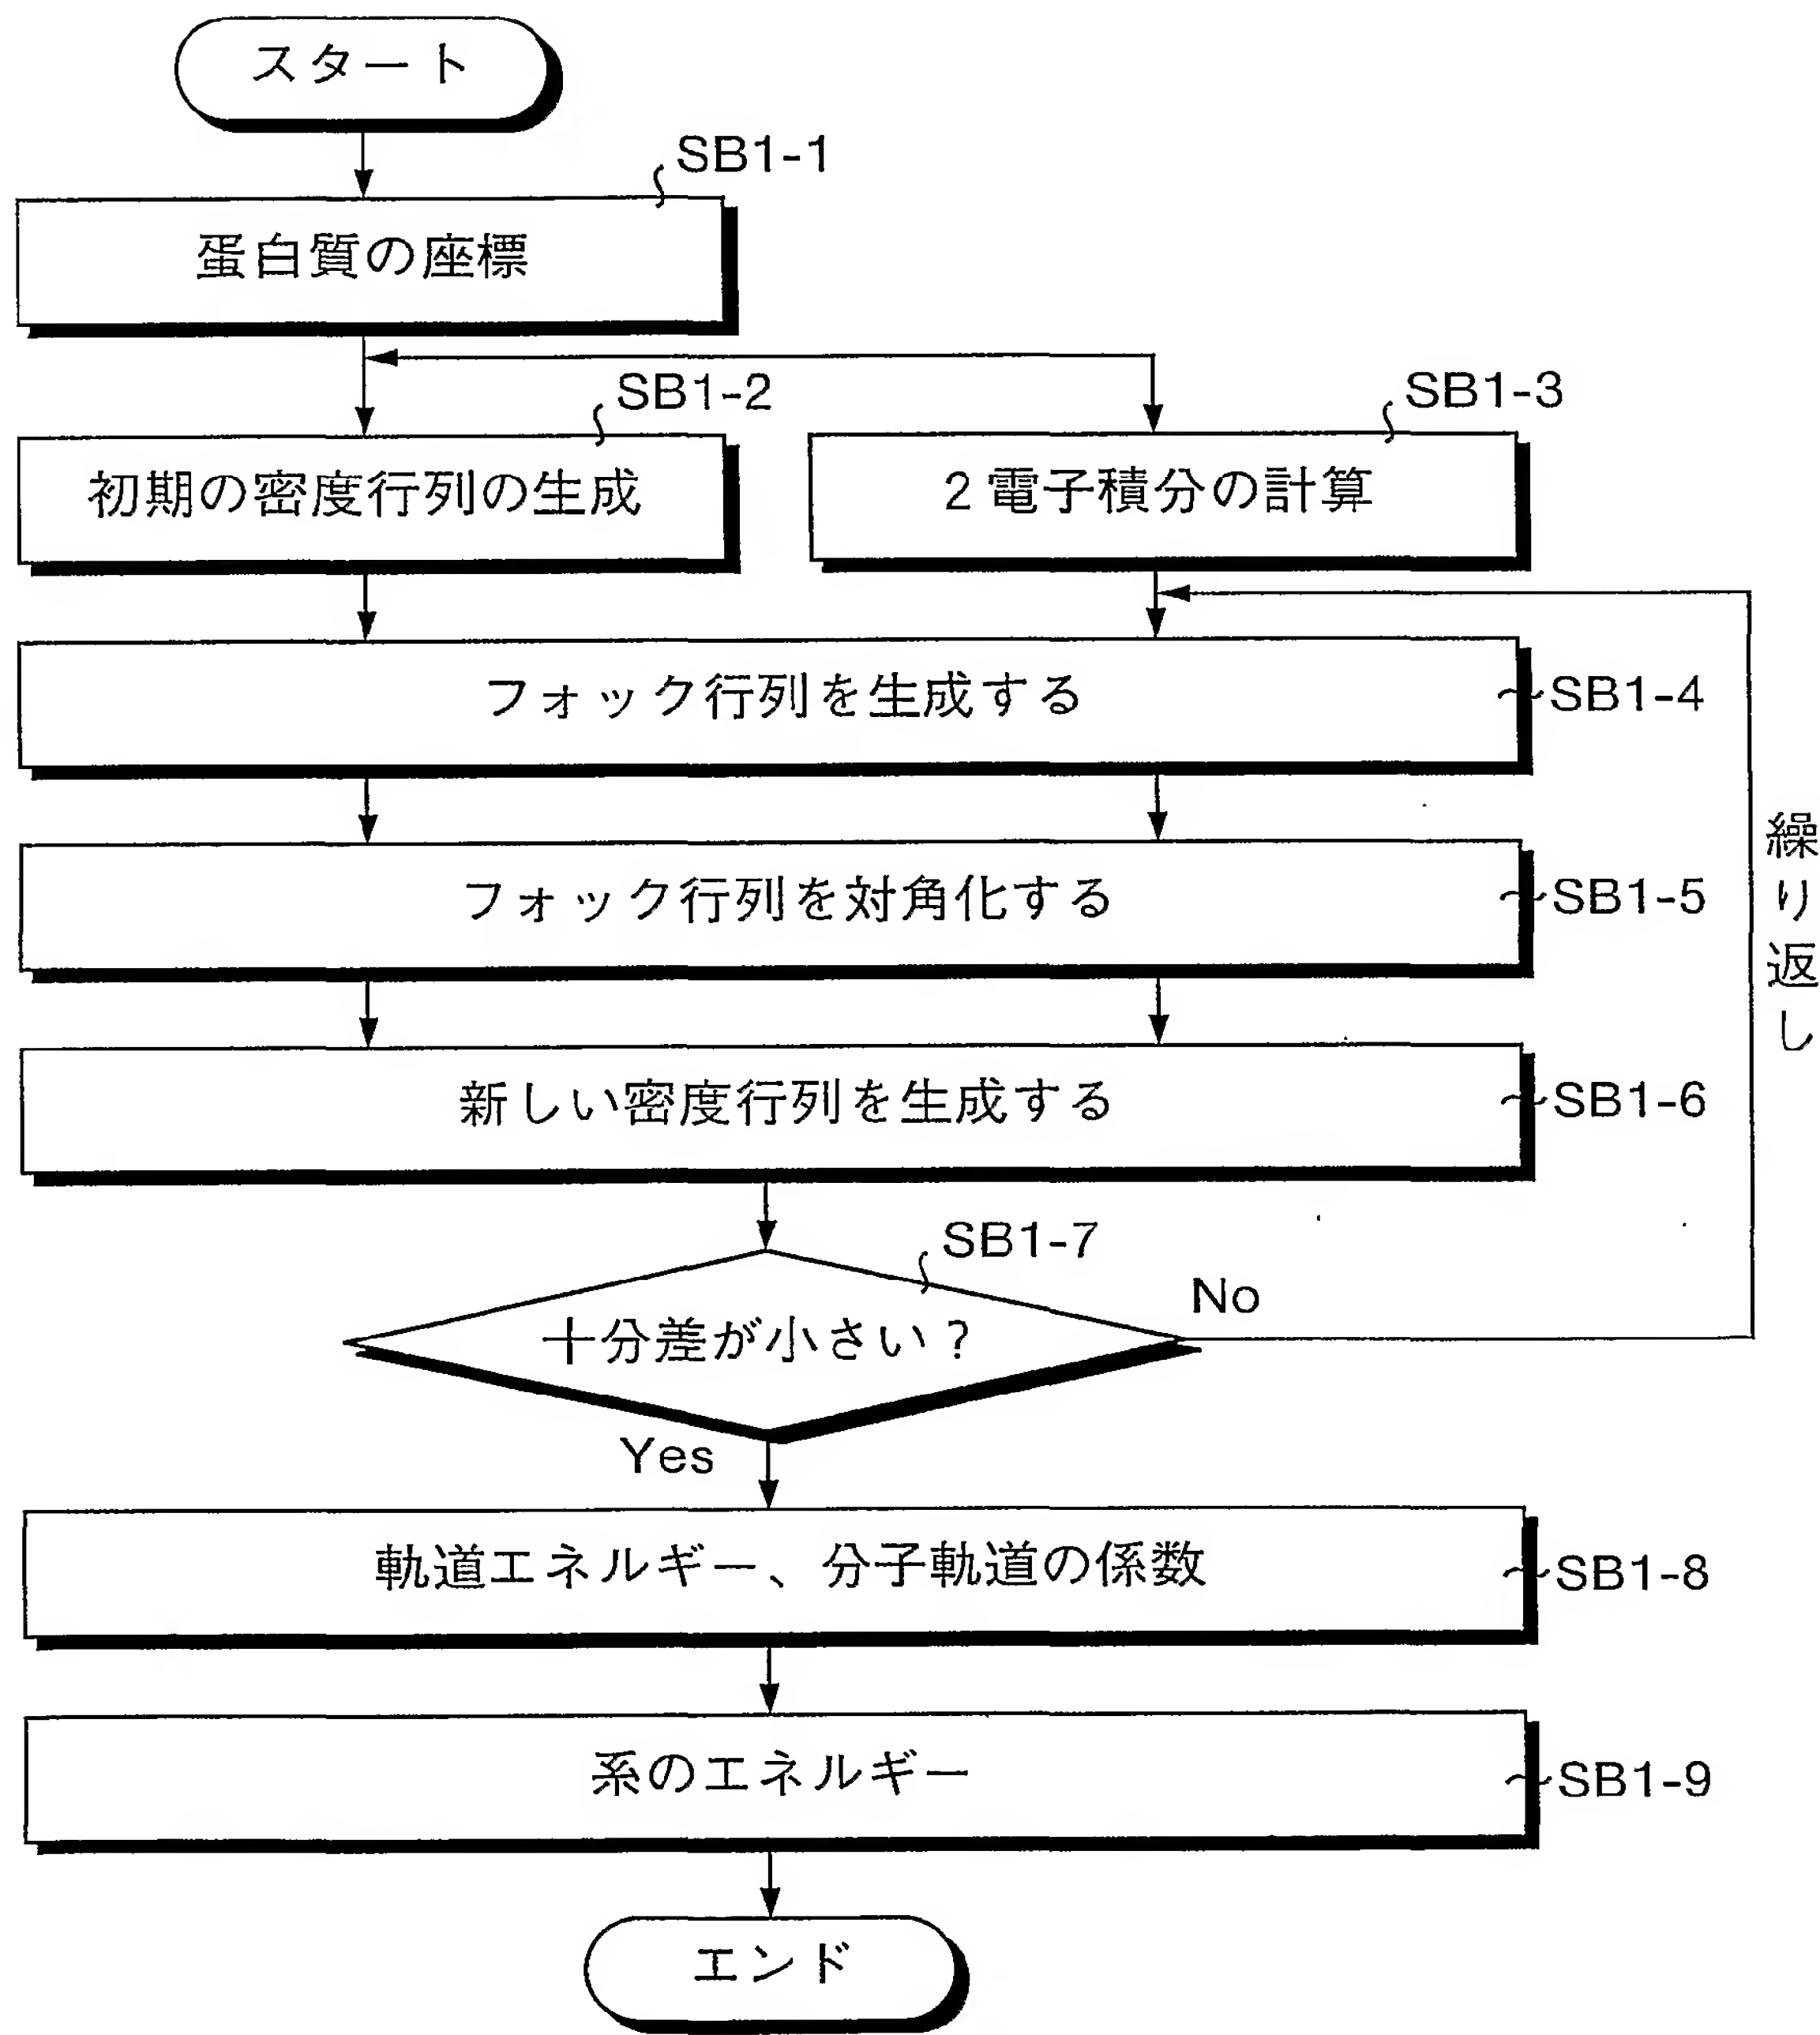 スタート
SB1-1
蛋白質の座標
SB1-2
SB1-3
初期の密度行列の生成
2電子積分の計算
フォック行列を生成する
SB1-4
フォック行列を対角化する
SB1-5
繰り返し
新しい密度行列を生成する
SB1-6
SB1-7
十分差が小さい?
No
Yes
軌道エネルギー、分子軌道の係数
SB1-8
系のエネルギー
SB1-9
エンド